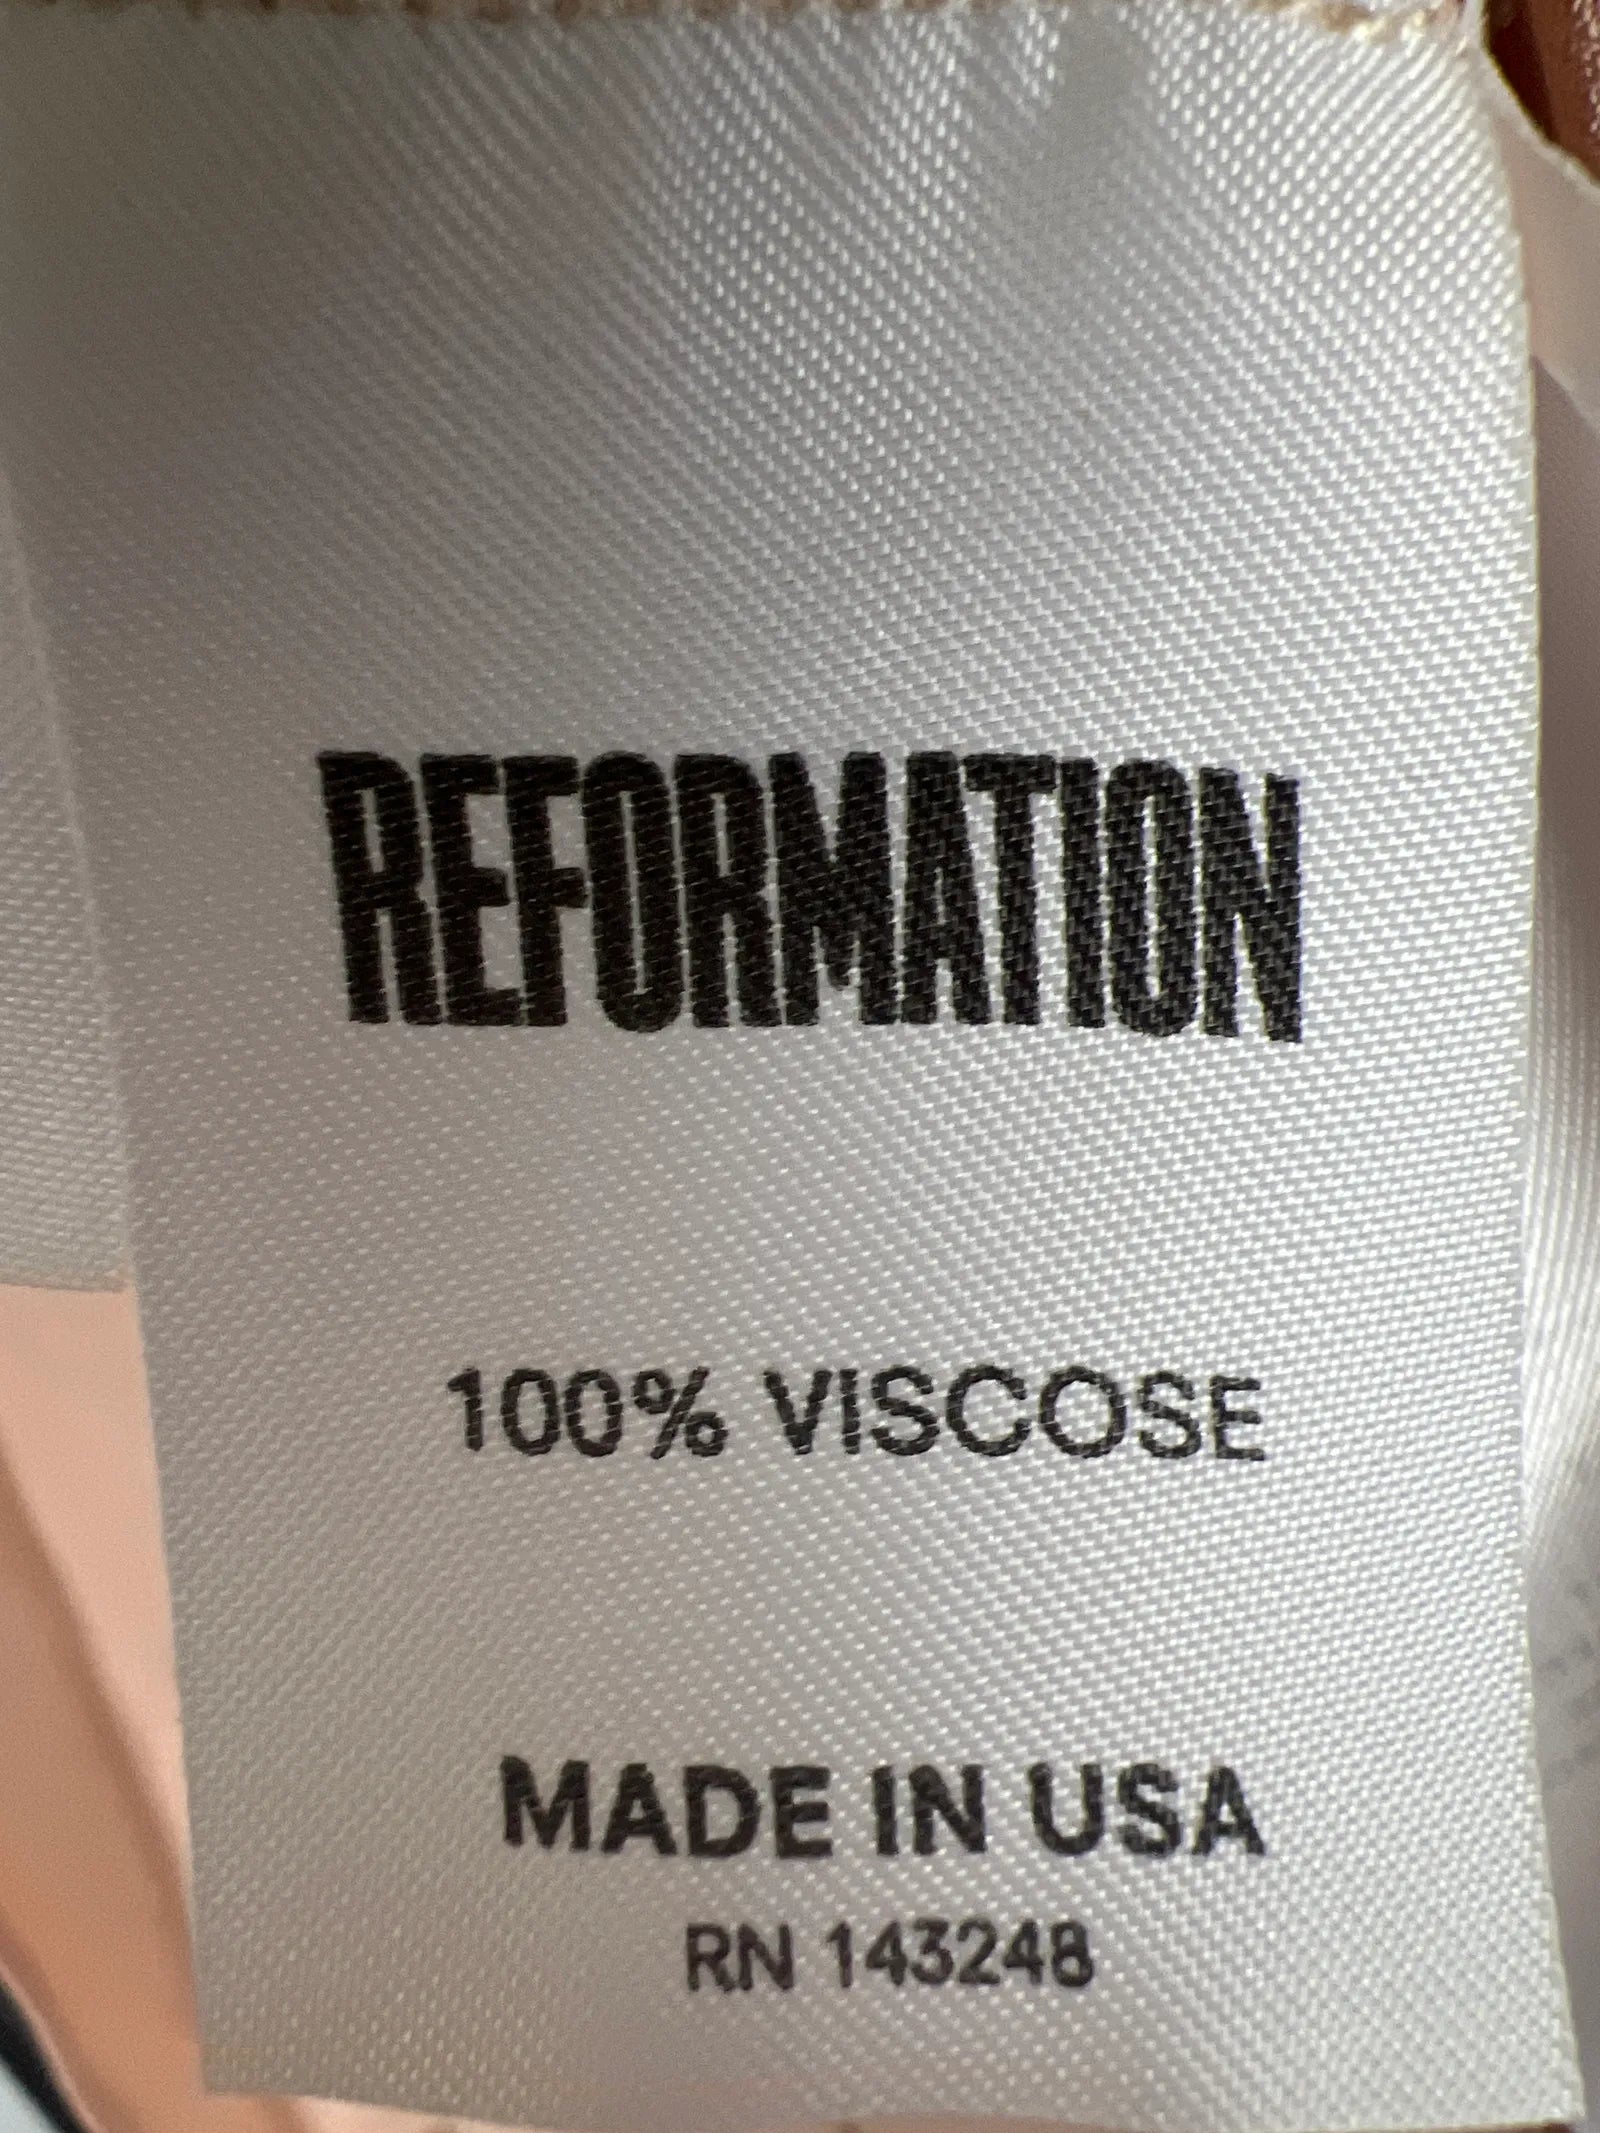 REFORMATION
100% VISCOSE
MADE IN USA
RN 143248